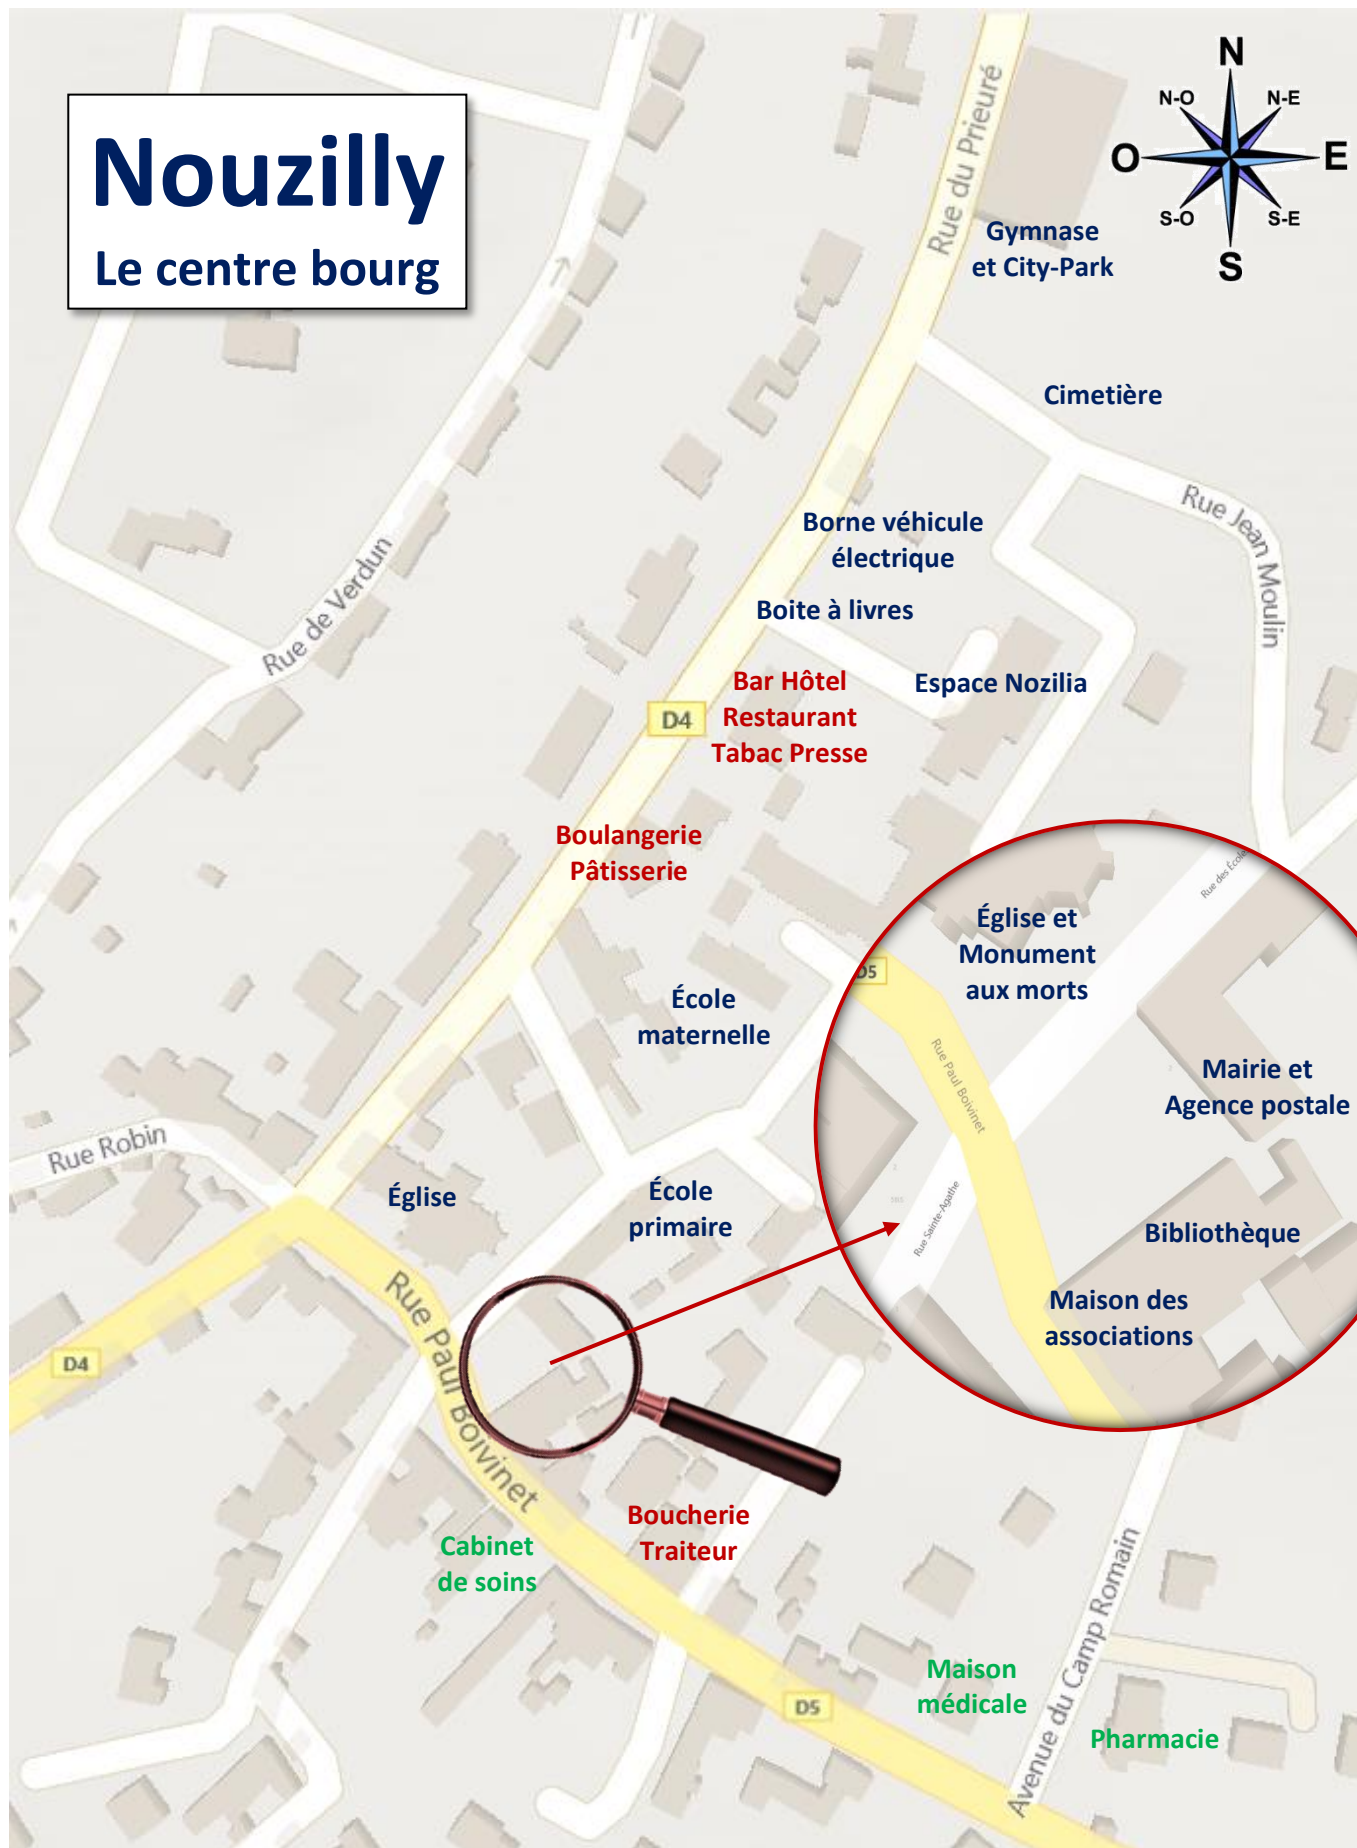 Nouzilly
Le centre bourg
N
N-O
N-E
O
E
S-O
S-E
S
Rue du Prieuré
Gymnase
et City-Park
Cimetière
Rue Jean Moulin
Borne véhicule
électrique
Rue de Verdun
Boite à livres
Bar Hôtel
Restaurant
Tabac Presse
Espace Nozilia
D4
Boulangerie
Pâtisserie
Rue des École
Église et
Monument
aux morts
D5
École
maternelle
Rue Paul Boivinet
Mairie et
Agence postale
Rue Robin
Église
École
primaire
Rue Sainte-Agathe
Bibliothèque
Maison des
associations
Rue Paul Boivinet
D4
Boucherie
Traiteur
Cabinet
de soins
Avenue du Camp Romain
Maison
médicale
D5
Pharmacie